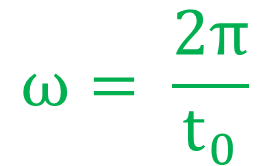 ω = 2π / t₀